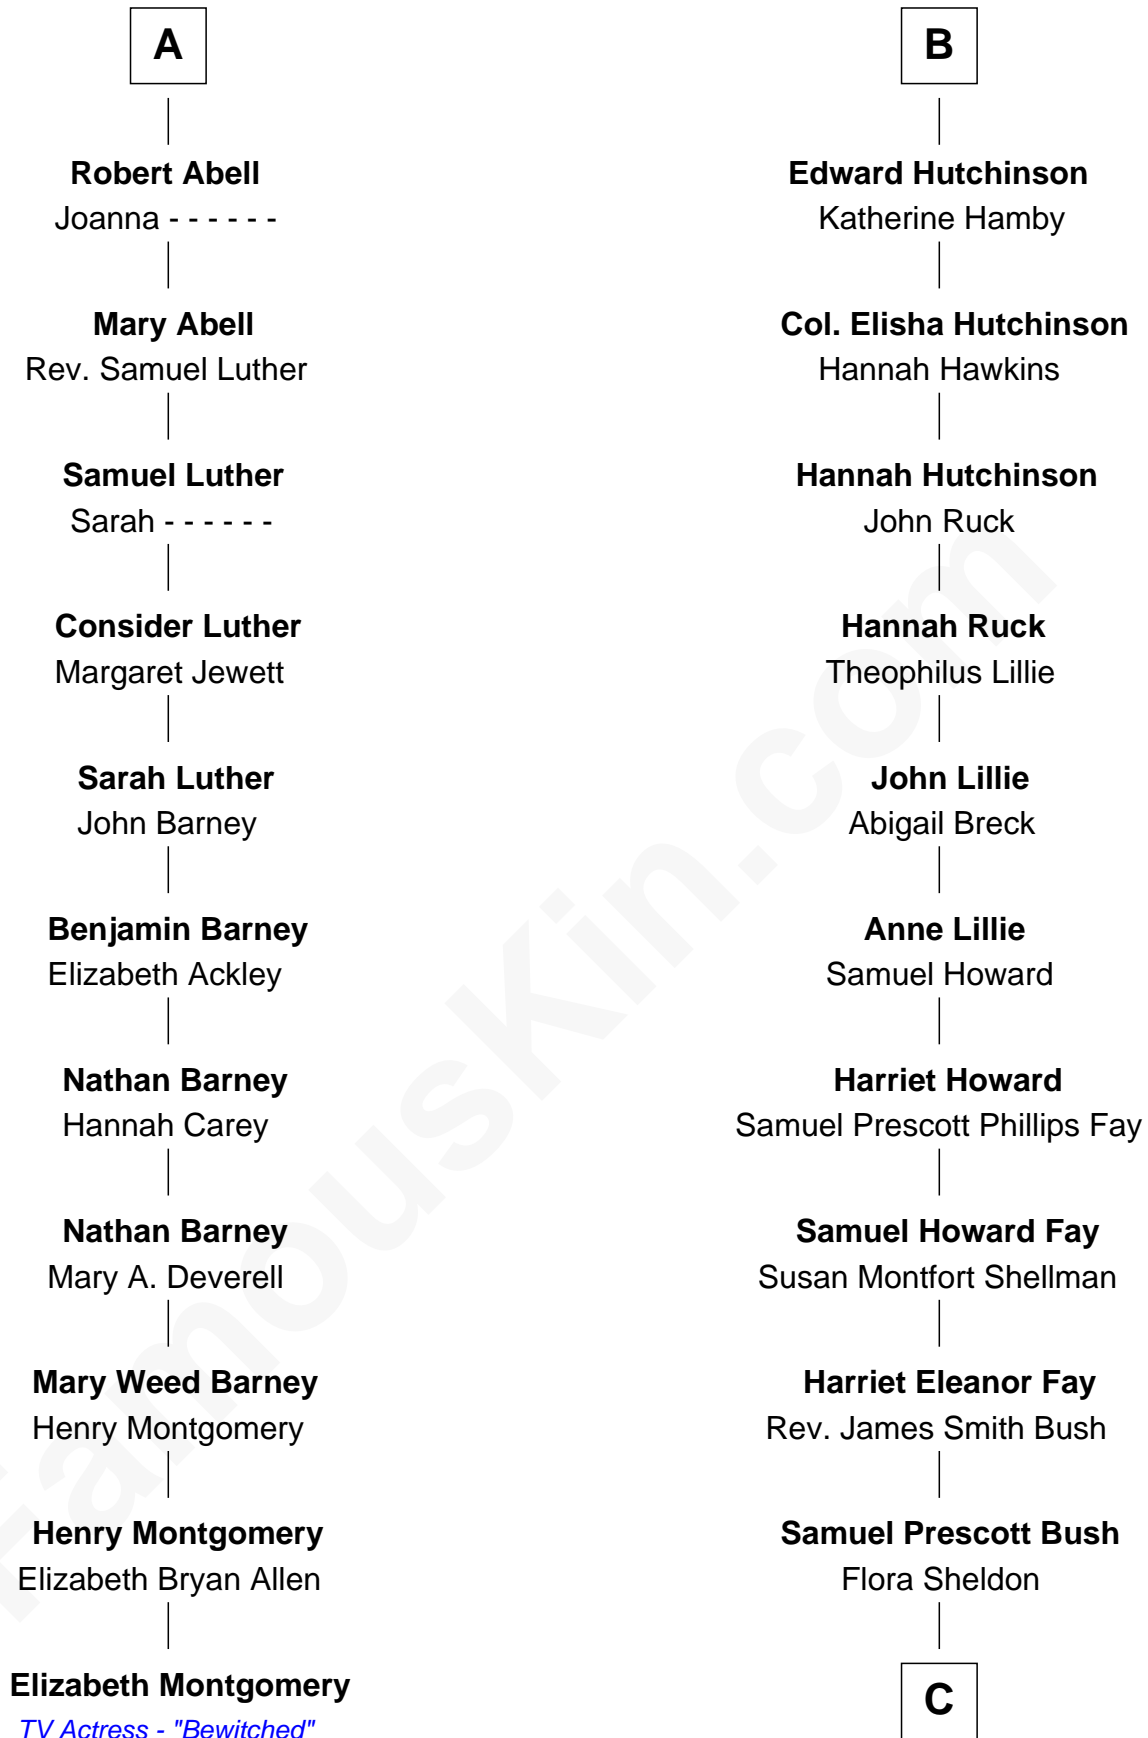 A
Robert Abell
Joanna - - - - - -
Mary Abell
Rev. Samuel Luther
Samuel Luther
Sarah - - - - - -
Consider Luther
Margaret Jewett
Sarah Luther
John Barney
Benjamin Barney
Elizabeth Ackley
Nathan Barney
Hannah Carey
Nathan Barney
Mary A. Deverell
Mary Weed Barney
Henry Montgomery
Henry Montgomery
Elizabeth Bryan Allen
Elizabeth Montgomery
TV Actress - "Bewitched"
B
Edward Hutchinson
Katherine Hamby
Col. Elisha Hutchinson
Hannah Hawkins
Hannah Hutchinson
John Ruck
Hannah Ruck
Theophilus Lillie
John Lillie
Abigail Breck
Anne Lillie
Samuel Howard
Harriet Howard
Samuel Prescott Phillips Fay
Samuel Howard Fay
Susan Montfort Shellman
Harriet Eleanor Fay
Rev. James Smith Bush
Samuel Prescott Bush
Flora Sheldon
C
FamousKin.com